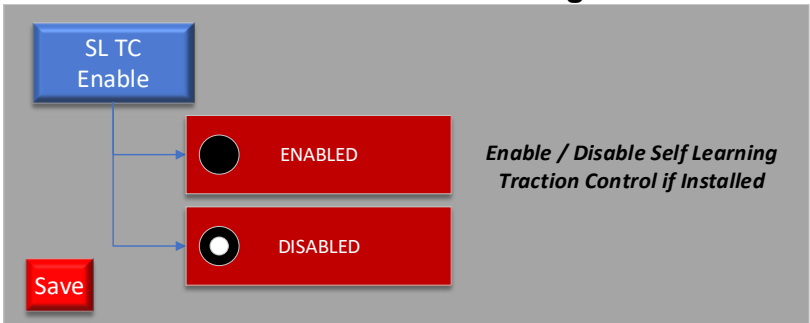 SL TC
Enable
ENABLED
Enable / Disable Self Learning
Traction Control if Installed
DISABLED
Save